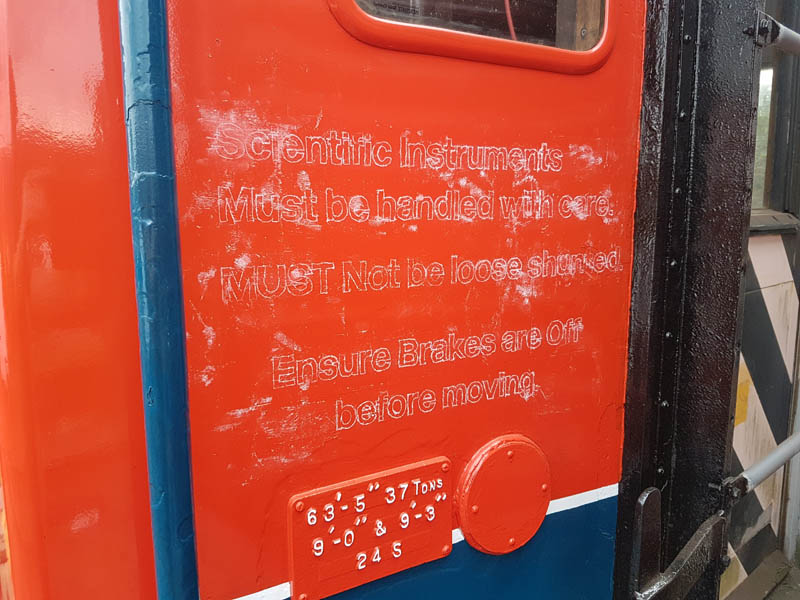 Scientific Instruments
Must be handled with care.
MUST Not be loose shunted.
Ensure Brakes are Off
before moving.
63'-5" 37 TONS
9'-0" & 9'-3"
24 S